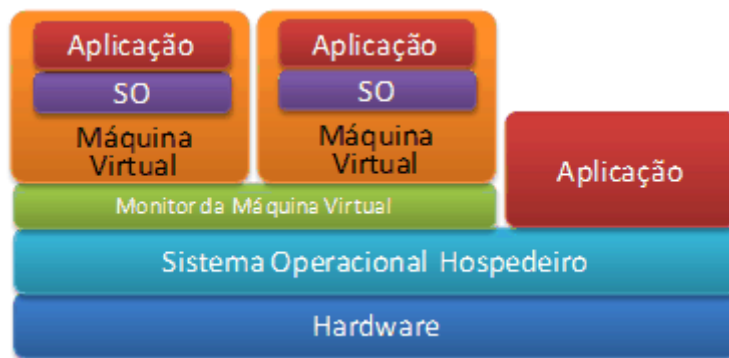 Aplicação
SO
Máquina
Virtual
Aplicação
SO
Máquina
Virtual
Aplicação
Monitor da Máquina Virtual
Sistema Operacional Hospedeiro
Hardware